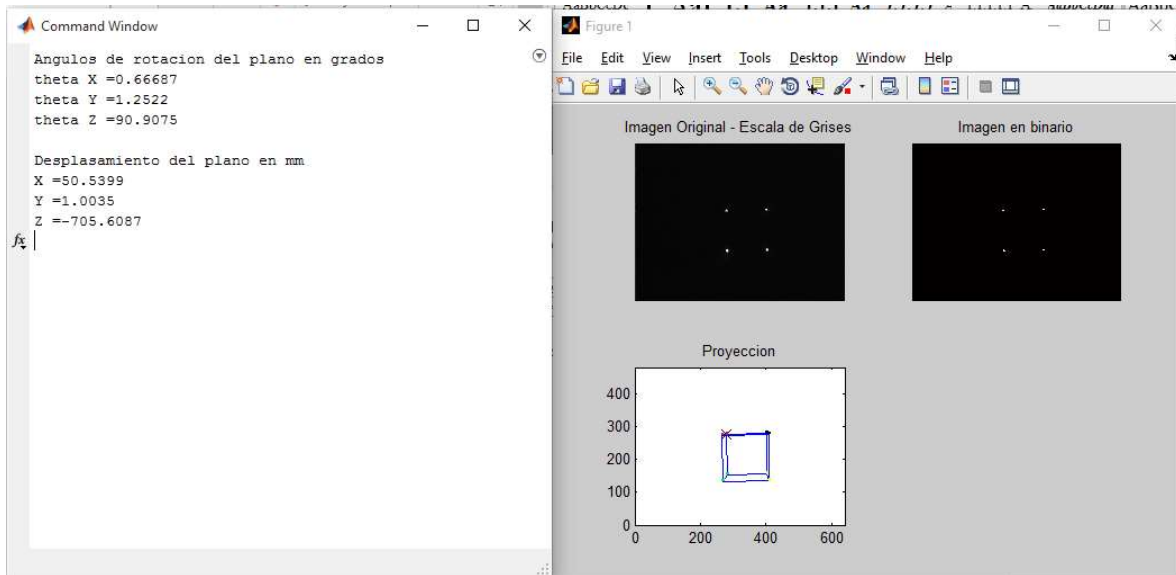 Command Window
Angulos de rotacion del plano en grados
theta X =0.66687
theta Y =1.2522
theta Z =90.9075
Desplasamiento del plano en mm
X =50.5399
Y =1.0035
Z =-705.6087
fx
Figure 1
File Edit View Insert Tools Desktop Window Help
Imagen Original - Escala de Grises
Imagen en binario
Proyeccion
400
300
200
100
0
0 200 400 600